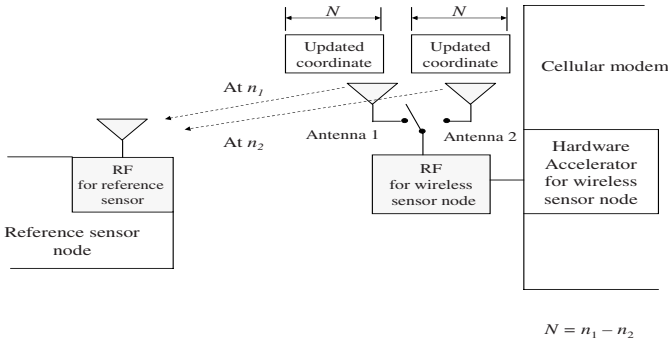 N
N
Updated
coordinate
Updated
coordinate
Cellular modem
At n1
At n2
Antenna 1
Antenna 2
RF
for reference
sensor
RF
for wireless
sensor node
Hardware
Accelerator
for wireless
sensor node
Reference sensor
node
N = n1 – n2